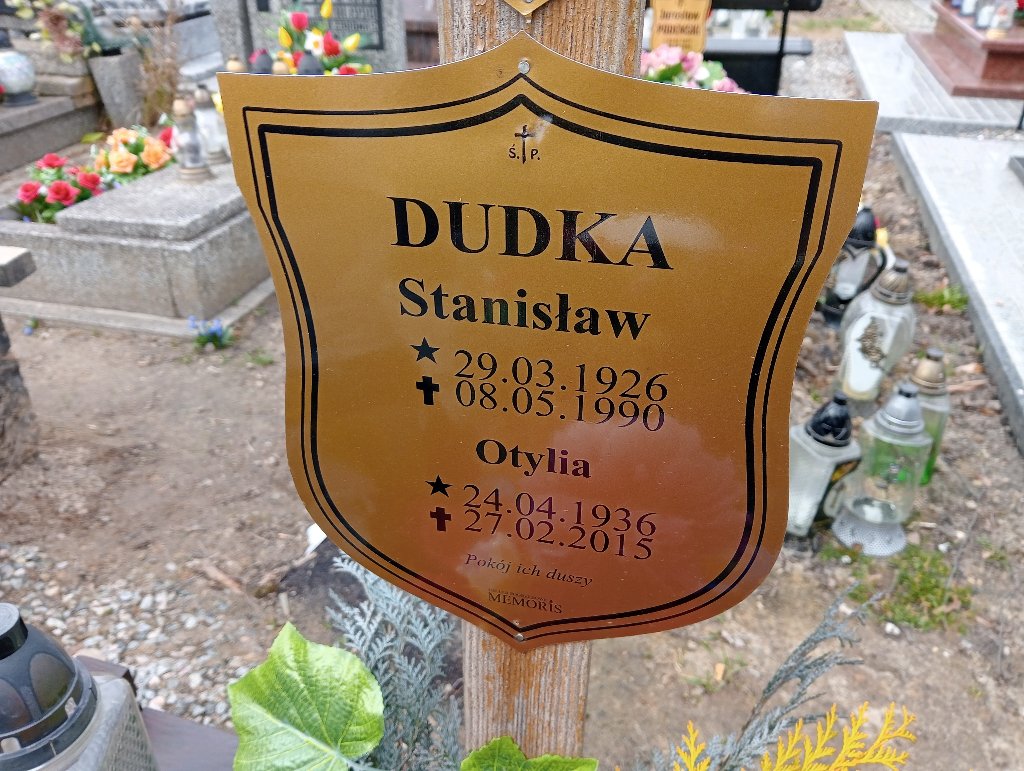 Ś. P.
DUDKA
Stanisław
29.03.1926
08.05.1990
Otylia
24.04.1936
27.02.2015
Pokój ich duszy
MEMORIS